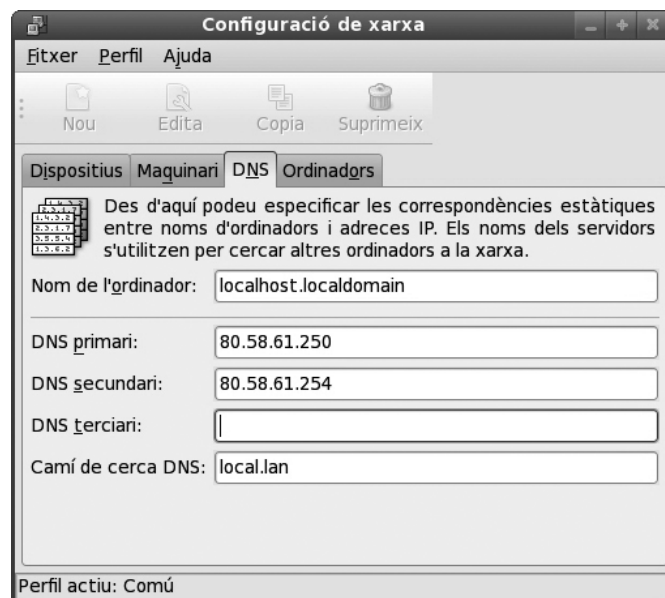 Configuració de xarxa
Fitxer Perfil Ajuda
Nou Edita Copia Suprimeix
Dispositius Maquinari DNS Ordinadors
Des d'aquí podeu especificar les correspondències estàtiques
entre noms d'ordinadors i adreces IP. Els noms dels servidors
s'utilitzen per cercar altres ordinadors a la xarxa.
Nom de l'ordinador: localhost.localdomain
DNS primari: 80.58.61.250
DNS secundari: 80.58.61.254
DNS terciari:
Camí de cerca DNS: local.lan
Perfil actiu: Comú